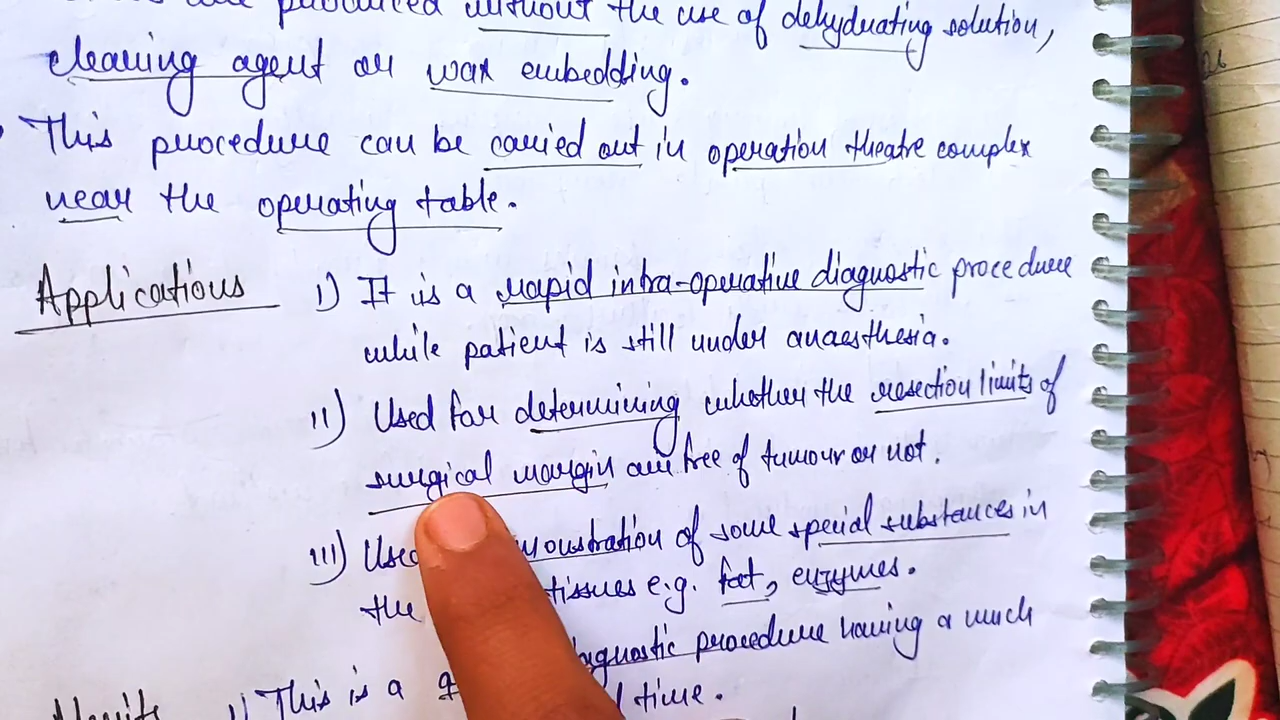 produced without the use of dehydrating solution,
clearing agent or wax embedding.
This procedure can be carried out in operation theatre complex
near the operating table.
Applications i) It is a rapid intra-operative diagnostic procedure
while patient is still under anaesthesia.
ii) Used for determining whether the resection limits of
surgical margin are free of tumour or not.
iii) Used of some special substances in
the tissues e.g. fat, enzymes.
This is a procedure having a much
time.